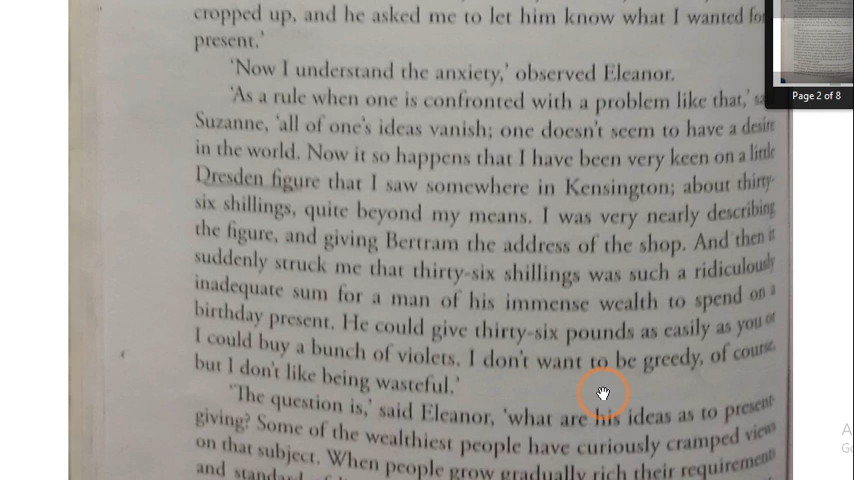 cropped up, and he asked me to let him know what I wanted for
present.'
'Now I understand the anxiety,' observed Eleanor.
'As a rule when one is confronted with a problem like that,'
Suzanne, 'all of one's ideas vanish; one doesn't seem to have a desire
in the world. Now it so happens that I have been very keen on a little
Dresden figure that I saw somewhere in Kensington; about thirty-
six shillings, quite beyond my means. I was very nearly describing
the figure, and giving Bertram the address of the shop. And then it
suddenly struck me that thirty-six shillings was such a ridiculously
inadequate sum for a man of his immense wealth to spend on a
birthday present. He could give thirty-six pounds as easily as you or
I could buy a bunch of violets. I don't want to be greedy, of course,
but I don't like being wasteful.'
'The question is,' said Eleanor, 'what are his ideas as to present-
giving? Some of the wealthiest people have curiously cramped views
on that subject. When people grow gradually rich their requirements
and
Page 2 of 8